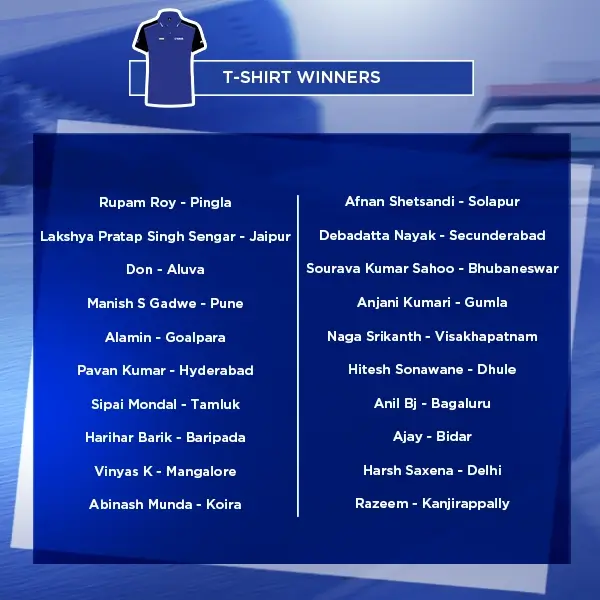 T-SHIRT WINNERS
Rupam Roy - Pingla
Lakshya Pratap Singh Sengar - Jaipur
Don - Aluva
Manish S Gadwe - Pune
Alamin - Goalpara
Pavan Kumar - Hyderabad
Sipai Mondal - Tamluk
Harihar Barik - Baripada
Vinyas K - Mangalore
Abinash Munda - Koira
Afnan Shetsandi - Solapur
Debadatta Nayak - Secunderabad
Sourava Kumar Sahoo - Bhubaneswar
Anjani Kumari - Gumla
Naga Srikanth - Visakhapatnam
Hitesh Sonawane - Dhule
Anil Bj - Bagaluru
Ajay - Bidar
Harsh Saxena - Delhi
Razeem - Kanjirappally